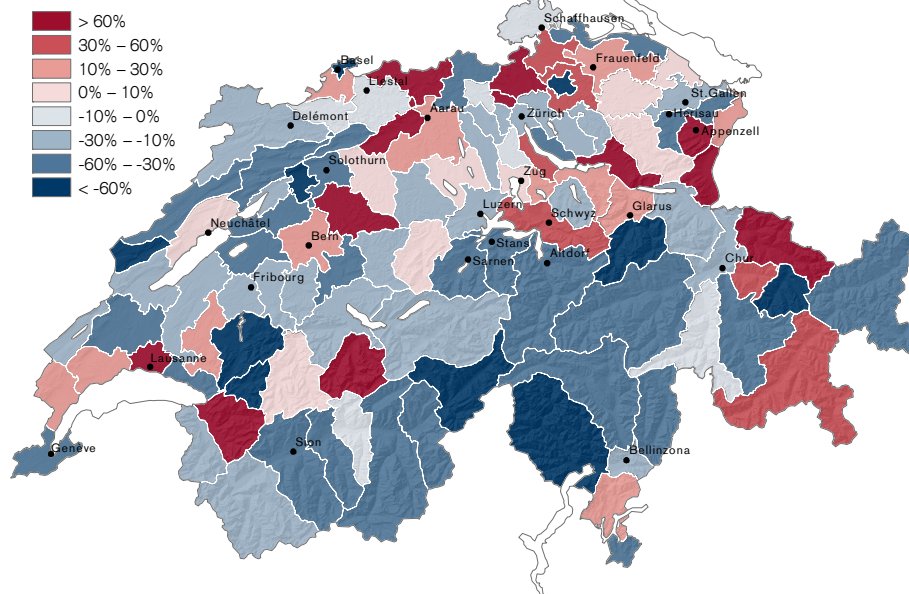 > 60%
30% – 60%
10% – 30%
0% – 10%
-10% – 0%
-30% – -10%
-60% – -30%
< -60%
Schaffhausen
Basel
Frauenfeld
Liestal
St.Gallen
Aarau
Zürich
Herisau
Delémont
Appenzell
Solothurn
Zug
Luzern
Glarus
Schwyz
Neuchâtel
Bern
Stans
Altdorf
Sarnen
Chur
Fribourg
Lausanne
Sion
Genève
Bellinzona